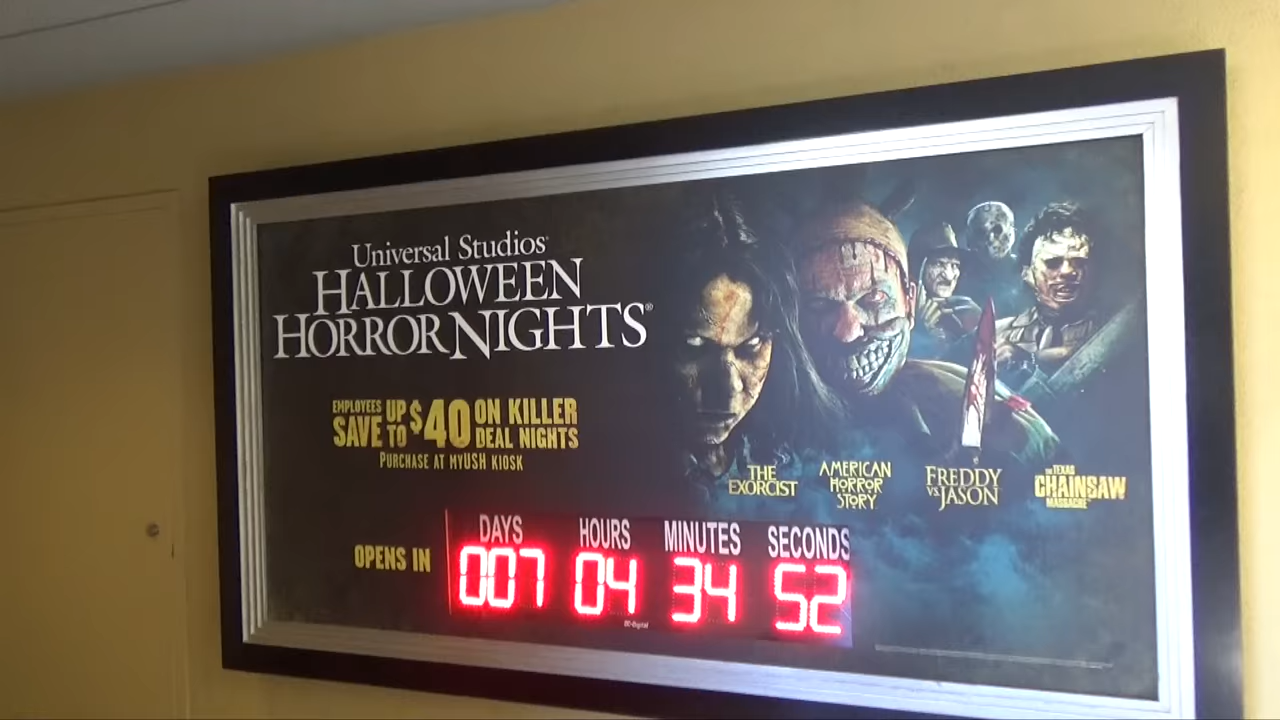 Universal Studios
HALLOWEEN
HORROR NIGHTS®
EMPLOYEES
SAVE UP TO $40 ON KILLER
DEAL NIGHTS
PURCHASE AT MYUSH KIOSK
THE
EXORCIST
AMERICAN
HORROR
STORY
FREDDY
VS. JASON
THE TEXAS
CHAINSAW
MASSACRE
OPENS IN
DAYS HOURS MINUTES SECONDS
007 04 34 52